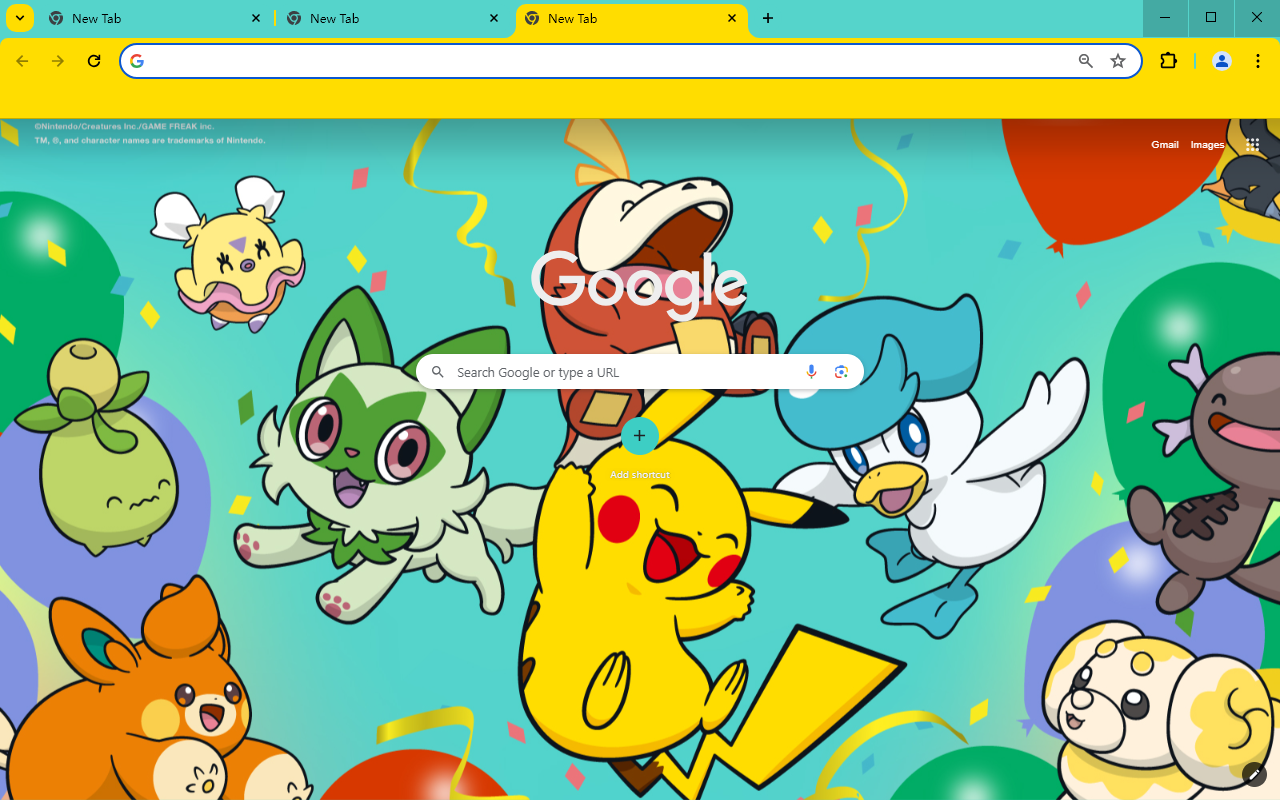 New Tab
New Tab
New Tab
©Nintendo/Creatures Inc./GAME FREAK inc.
TM, ®, and character names are trademarks of Nintendo.
Gmail
Images
Google
Search Google or type a URL
Add shortcut